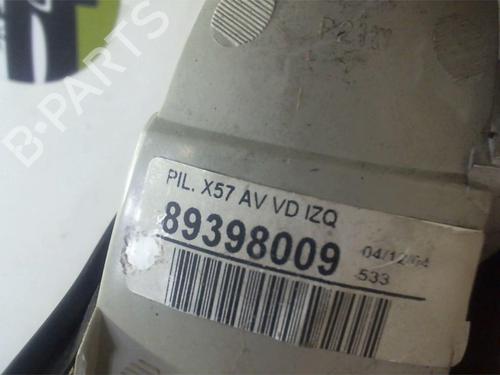 B-PARTS
PIL. X57 AV VD IZQ
89398009
04/12/04
533